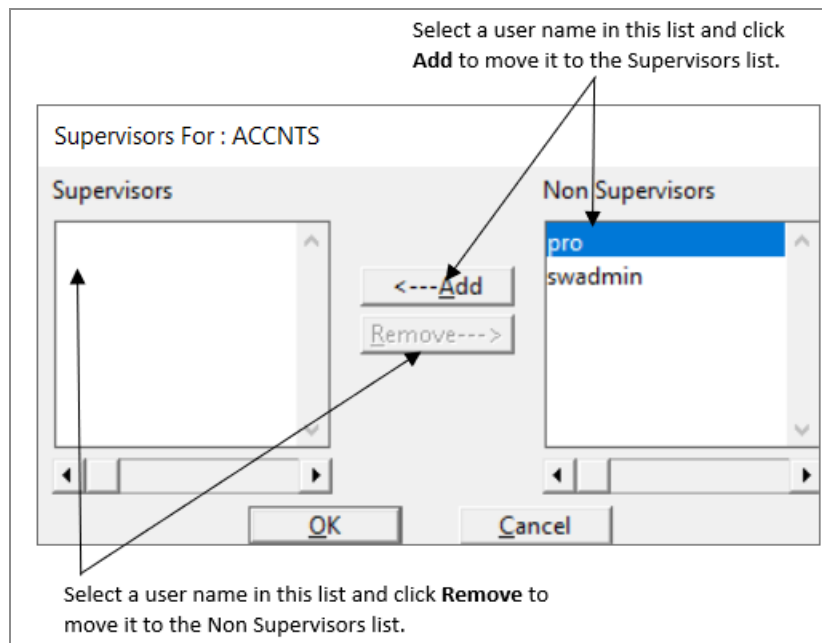 Select a user name in this list and click
Add to move it to the Supervisors list.
Supervisors For : ACCNTS
Supervisors
Non Supervisors
pro
swadmin
<---Add
Remove--->
OK
Cancel
Select a user name in this list and click Remove to
move it to the Non Supervisors list.